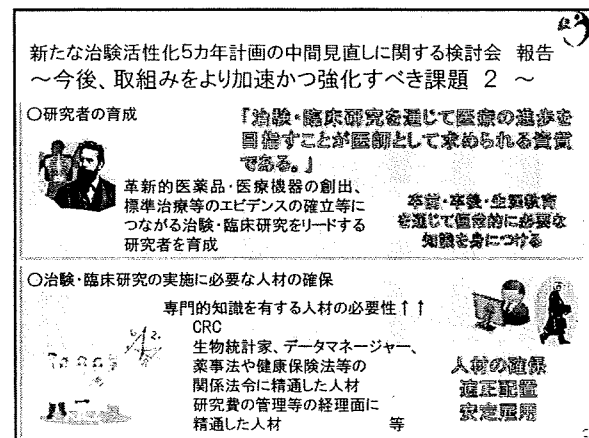 新たな治験活性化5カ年計画の中間見直しに関する検討会 報告
~今後、取組みをより加速かつ強化すべき課題 2 ~
○研究者の育成
「治験・臨床研究を通じて医療の進歩を
目指すことが医師として求められる資質
である。」
革新的医薬品・医療機器の創出、
標準治療等のエビデンスの確立等に
つながる治験・臨床研究をリードする
研究者を育成
卒前・卒後・生涯教育
を通じて恒常的に必要な
知識を身につける
○治験・臨床研究の実施に必要な人材の確保
専門的知識を有する人材の必要性↑↑
CRC
生物統計家、データマネージャー、
薬事法や健康保険法等の
関係法令に精通した人材
研究費の管理等の経理面に
精通した人材 等
人材の確保
適正配置
安定雇用